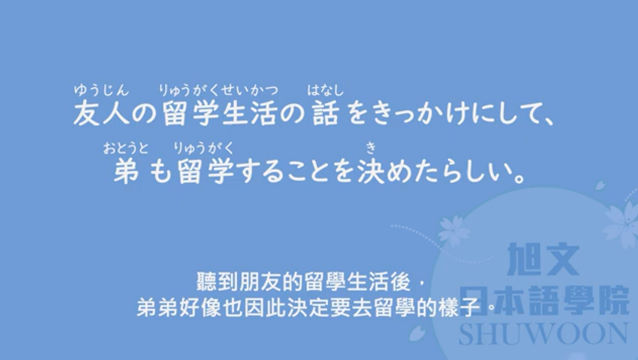 ゆうじん りゅうがくせいかつ はなし
友人の留学生活の話をきっかけにして、
おとうと りゅうがく き
弟も留学することを決めたらしい。
聽到朋友的留學生活後，
弟弟好像也因此決定要去留學的樣子。
旭文
日本語學院
SHUWOON